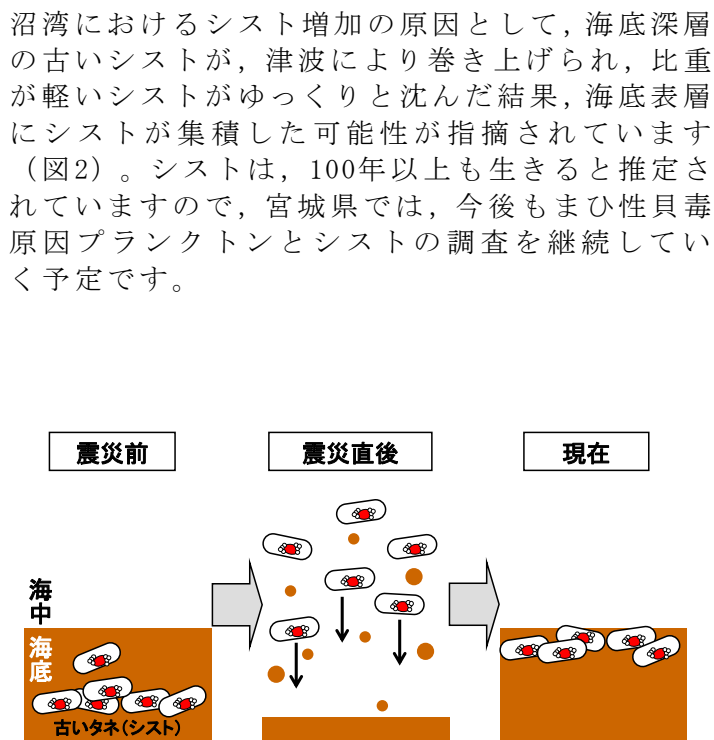 沼湾におけるシスト増加の原因として，海底深層
の古いシストが，津波により巻き上げられ，比重
が軽いシストがゆっくりと沈んだ結果，海底表層
にシストが集積した可能性が指摘されています
（図2）。シストは，100年以上も生きると推定さ
れていますので，宮城県では，今後もまひ性貝毒
原因プランクトンとシストの調査を継続してい
く予定です。
震災前
震災直後
現在
海中
海底
古いタネ（シスト）